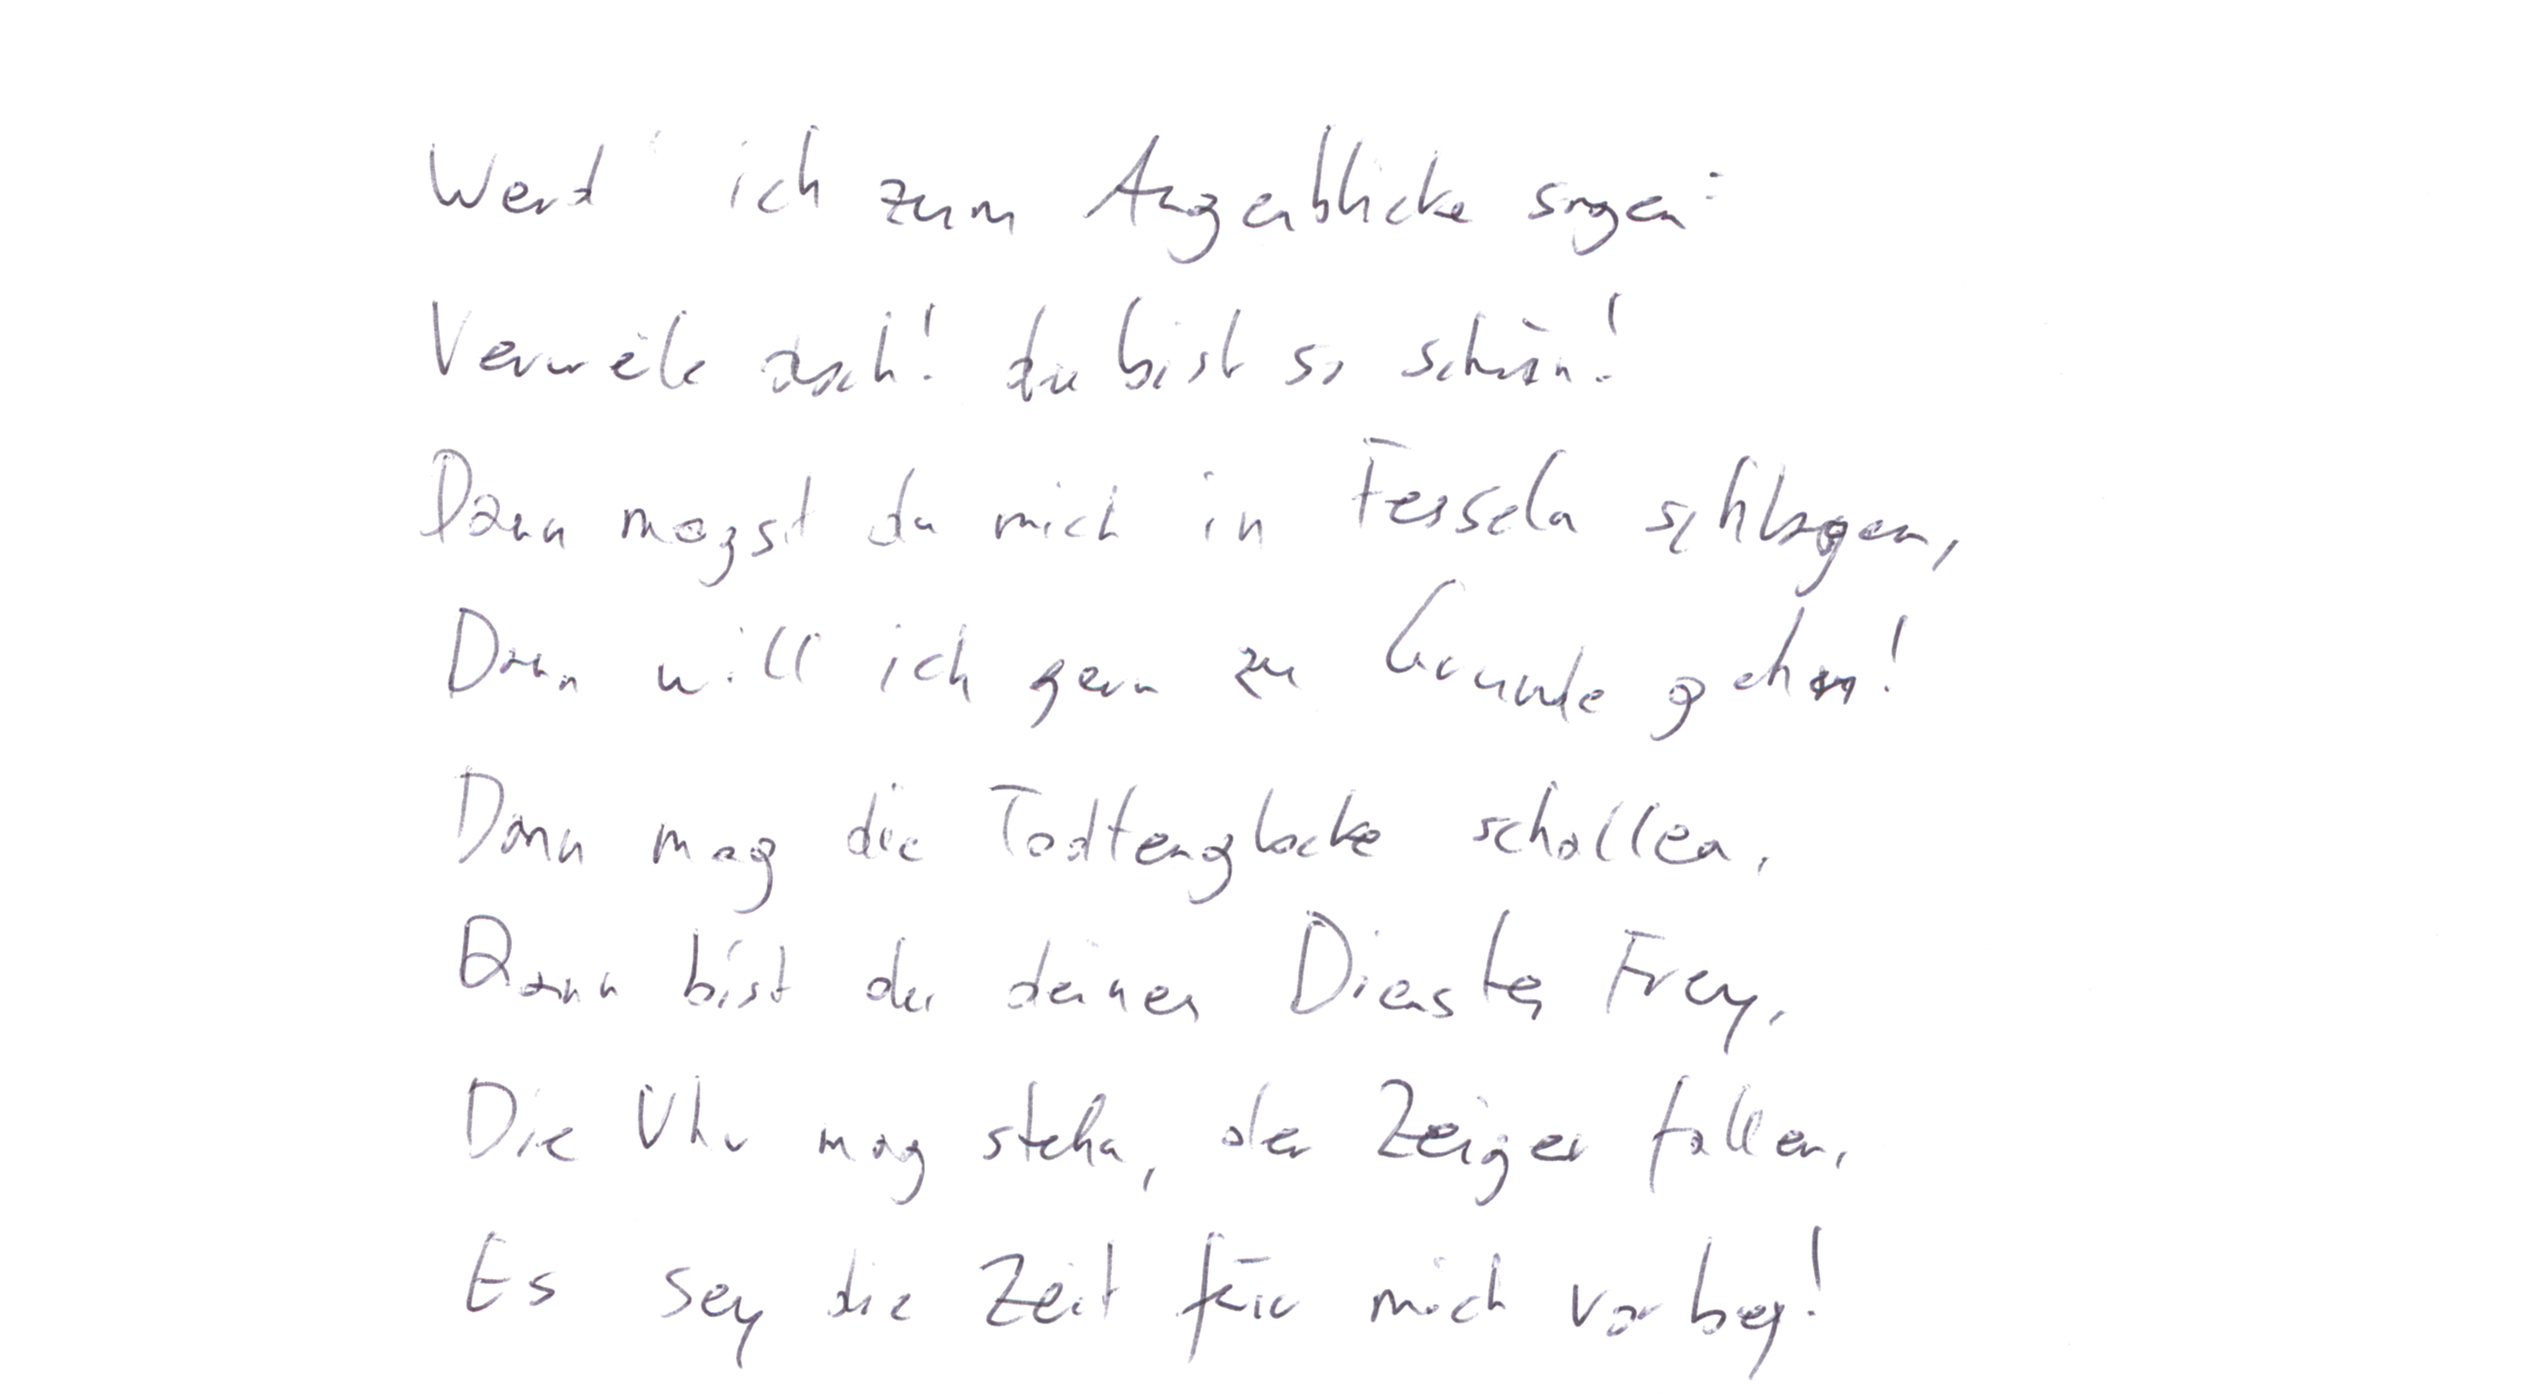 Werd' ich zum Augenblicke sagen:
Verweile doch! du bist so schön!
Dann magst du mich in Fesseln schlagen,
Dann will ich gern zu Grunde gehn!
Dann mag die Todtenglocke schallen,
Dann bist du deines Dienstes Frey,
Die Uhr mag stehn, der Zeiger fallen,
Es sey die Zeit für mich vorbey!